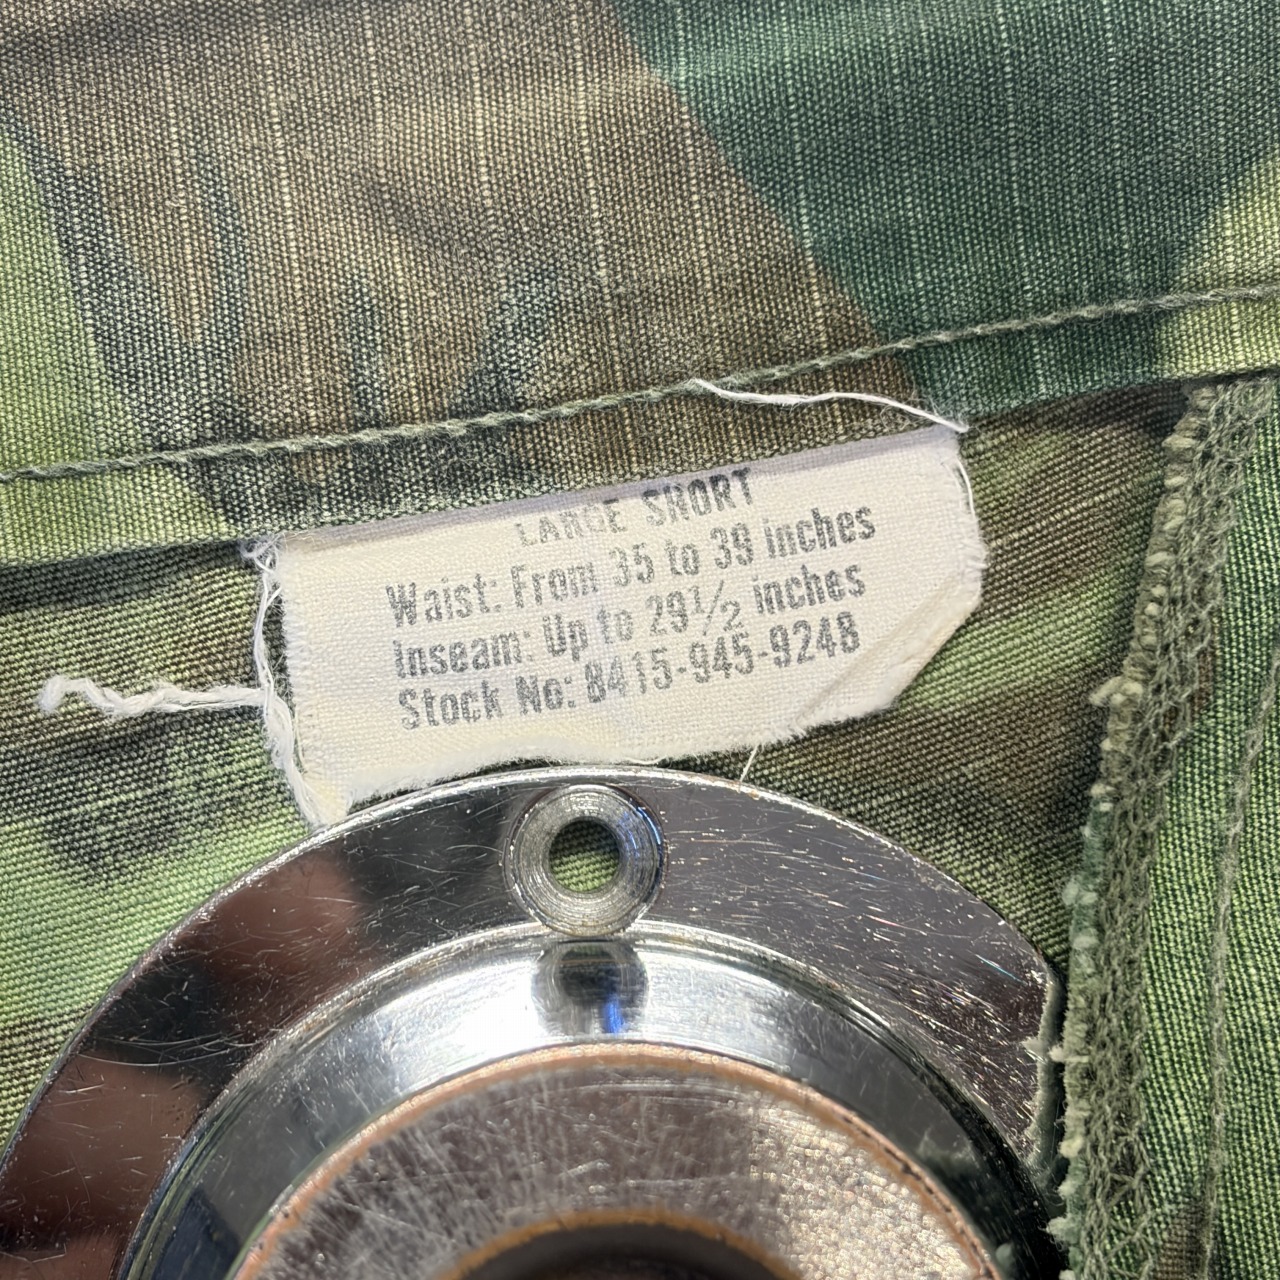 LARGE SHORT
Waist: From 35 to 39 inches
Inseam: Up to 29½ inches
Stock No: 8415-945-9248